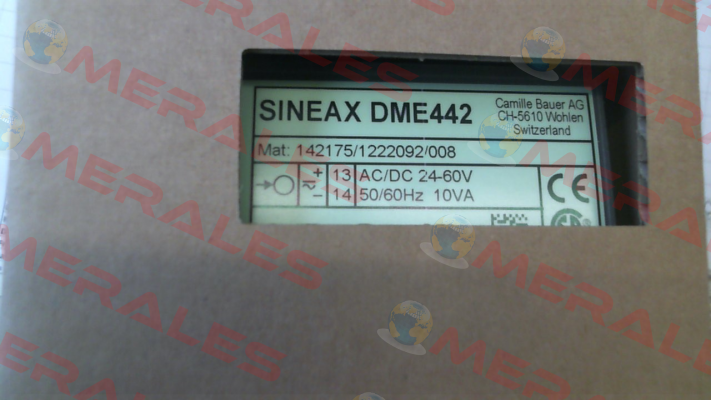 SINEAX DME442
Camille Bauer AG
CH-5610 Wohlen
Switzerland
Mat: 142175/1222092/008
+ 13 AC/DC 24-60V
− 14 50/60Hz 10VA
CE
MERALES
MERALES
MERALES
MERALES
MERALES
MERALES